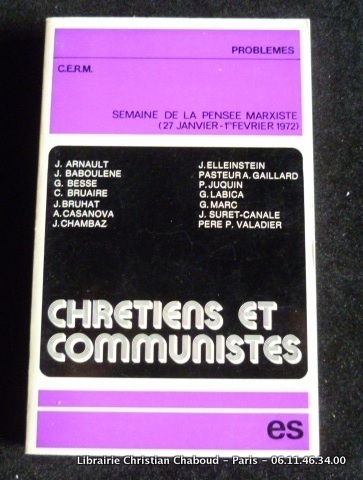 PROBLEMES
C.E.R.M.
SEMAINE DE LA PENSEE MARXISTE
(27 JANVIER-1er FEVRIER 1972)
J. ARNAULT
J. BABOULENE
G. BESSE
C. BRUAIRE
J. BRUHAT
A. CASANOVA
J. CHAMBAZ
J. ELLEINSTEIN
PASTEUR A. GAILLARD
P. JUQUIN
G. LABICA
G. MARC
J. SURET-CANALE
PERE P. VALADIER
CHRETIENS ET
COMMUNISTES
es
Librairie Christian Chaboud - Paris - 06.11.46.34.00